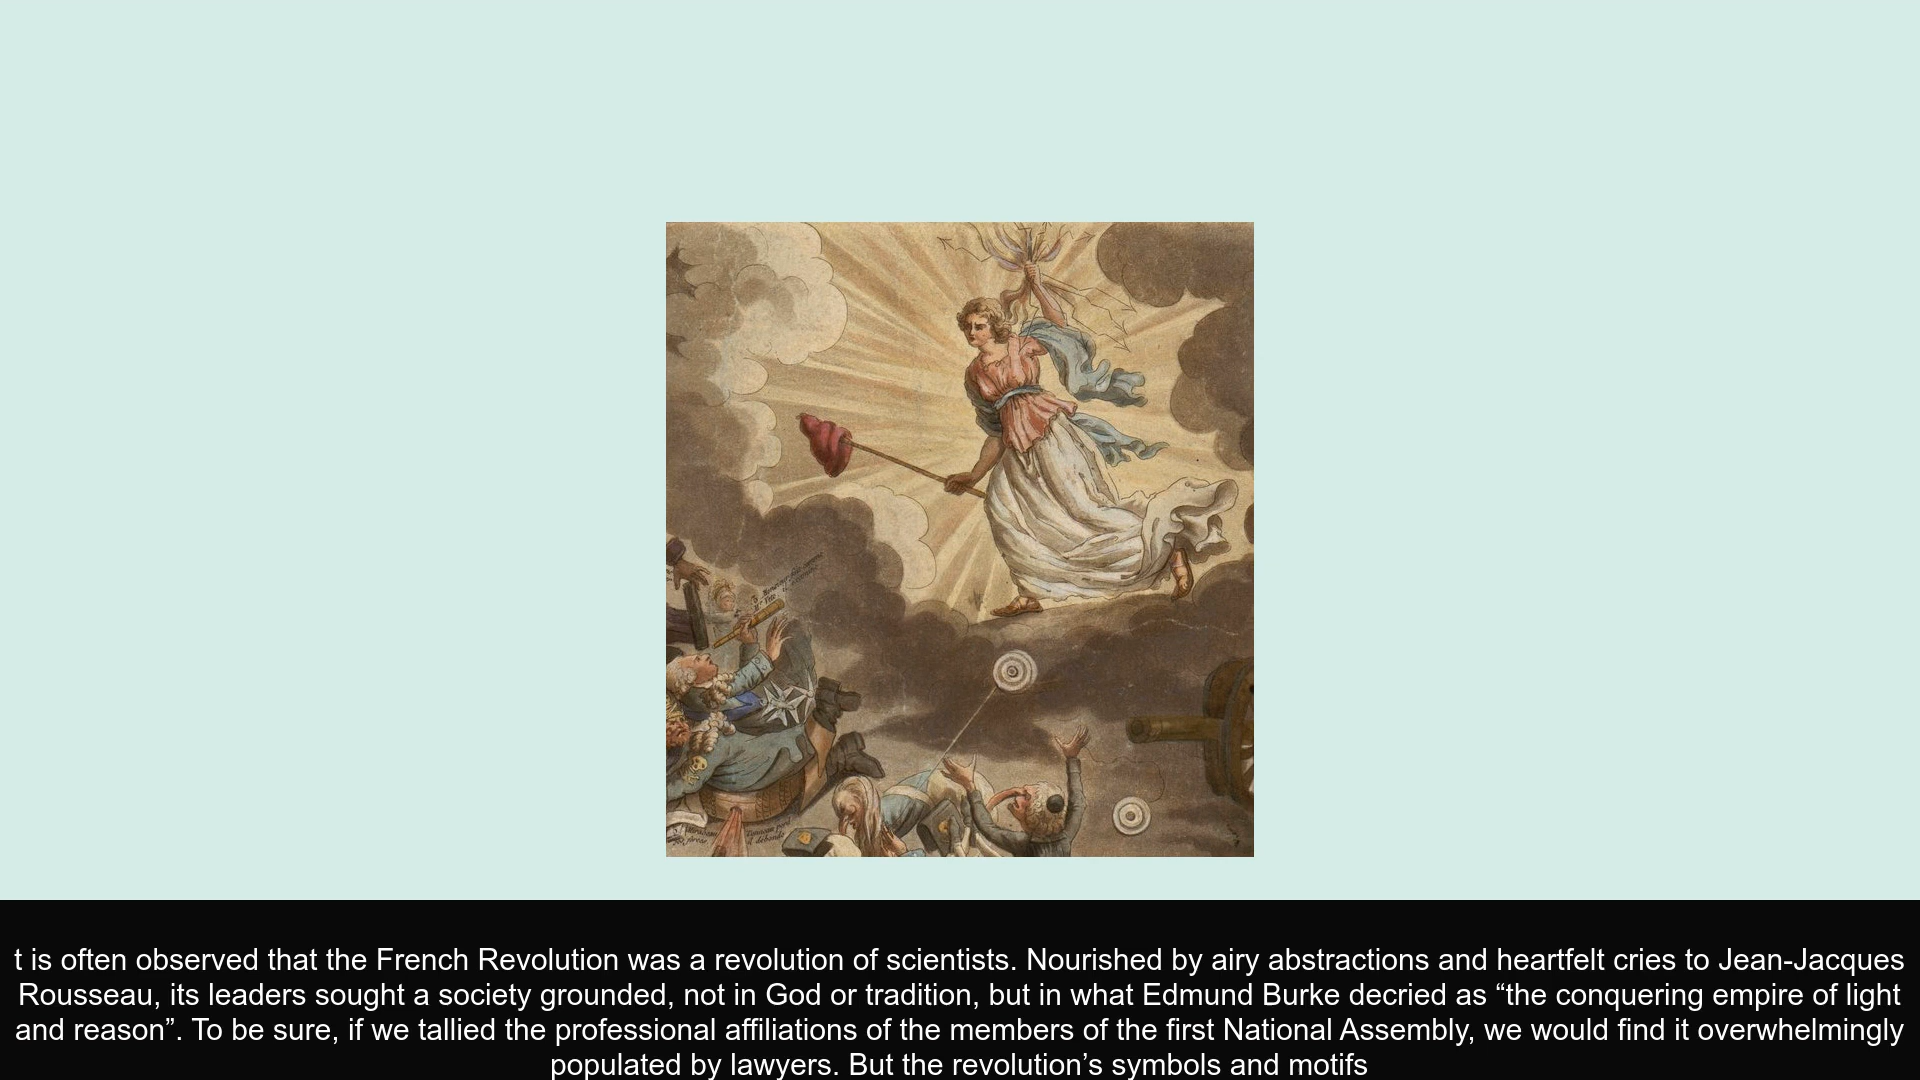 t is often observed that the French Revolution was a revolution of scientists. Nourished by airy abstractions and heartfelt cries to Jean-Jacques
Rousseau, its leaders sought a society grounded, not in God or tradition, but in what Edmund Burke decried as “the conquering empire of light
and reason”. To be sure, if we tallied the professional affiliations of the members of the first National Assembly, we would find it overwhelmingly
populated by lawyers. But the revolution’s symbols and motifs